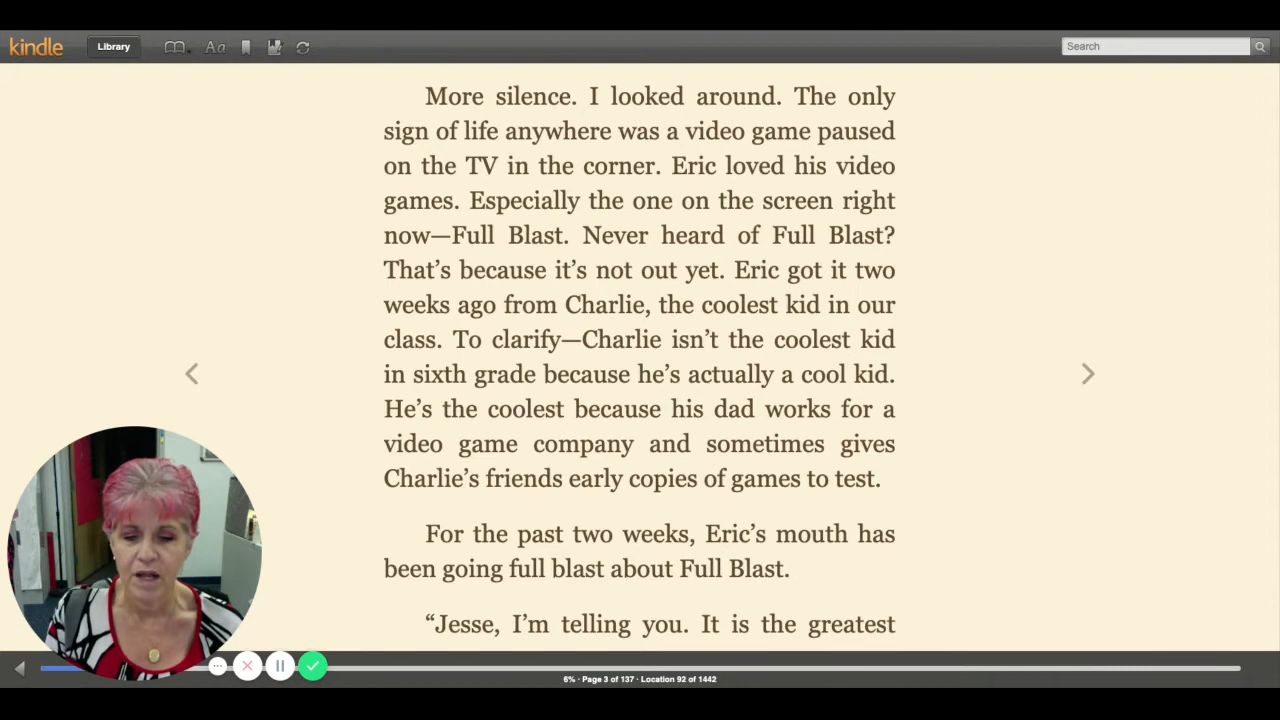 kindle Library Aa Search
More silence. I looked around. The only
sign of life anywhere was a video game paused
on the TV in the corner. Eric loved his video
games. Especially the one on the screen right
now—Full Blast. Never heard of Full Blast?
That’s because it’s not out yet. Eric got it two
weeks ago from Charlie, the coolest kid in our
class. To clarify—Charlie isn’t the coolest kid
in sixth grade because he’s actually a cool kid.
He’s the coolest because his dad works for a
video game company and sometimes gives
Charlie’s friends early copies of games to test.
For the past two weeks, Eric’s mouth has
been going full blast about Full Blast.
“Jesse, I’m telling you. It is the greatest
6% · Page 3 of 137 · Location 92 of 1442